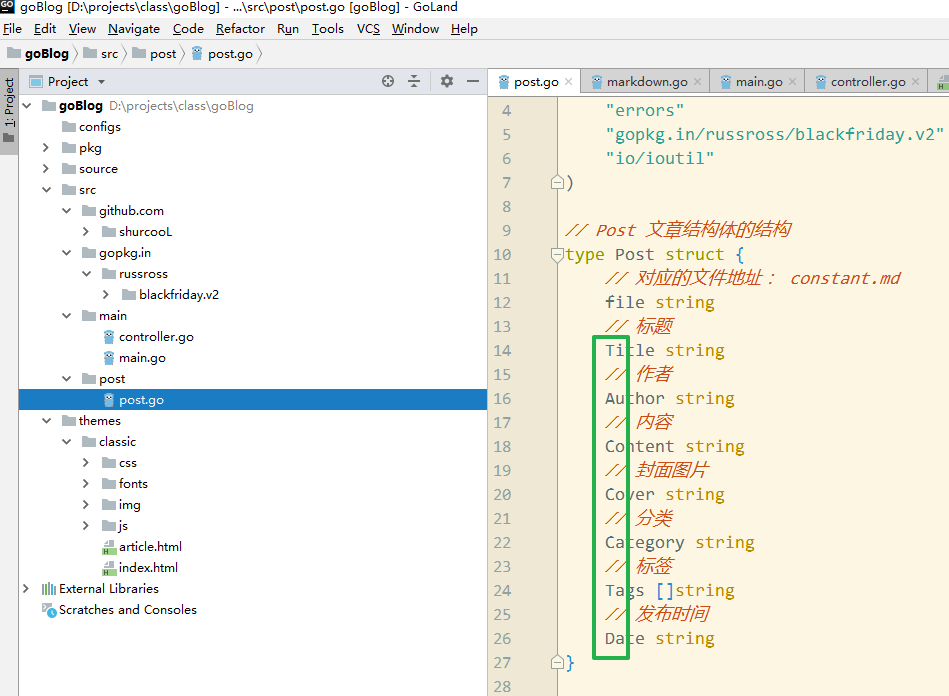 GO goBlog [D:\projects\class\goBlog] - ...\src\post\post.go [goBlog] - GoLand
File Edit View Navigate Code Refactor Run Tools VCS Window Help
goBlog src post post.go
1: Project
Project
goBlog D:\projects\class\goBlog
configs
pkg
source
src
github.com
shurcooL
gopkg.in
russross
blackfriday.v2
main
controller.go
main.go
post
post.go
themes
classic
css
fonts
img
js
article.html
index.html
External Libraries
Scratches and Consoles
post.go markdown.go main.go controller.go
4 "errors"
5 "gopkg.in/russross/blackfriday.v2"
6 "io/ioutil"
7 )
8
9 // Post 文章结构体的结构
10 type Post struct {
11 // 对应的文件地址： constant.md
12 file string
13 // 标题
14 Title string
15 // 作者
16 Author string
17 // 内容
18 Content string
19 // 封面图片
20 Cover string
21 // 分类
22 Category string
23 // 标签
24 Tags []string
25 // 发布时间
26 Date string
27 }
28